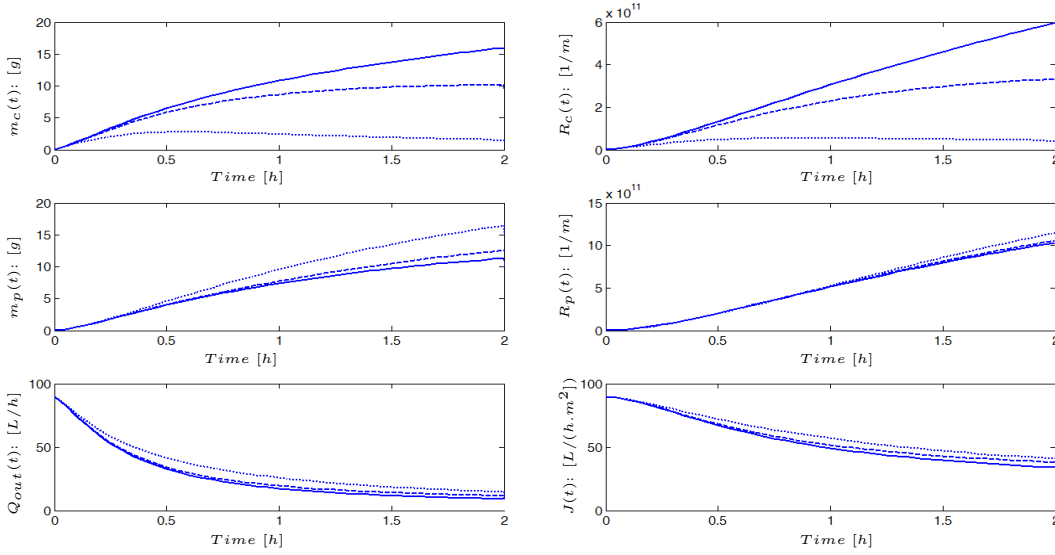 20
15
10
5
0
m_c(t): [g]
0 0.5 1 1.5 2
Time [h]
x 10^11
6
4
2
0
R_c(t): [1/m]
0 0.5 1 1.5 2
Time [h]
20
15
10
5
0
m_p(t): [g]
0 0.5 1 1.5 2
Time [h]
x 10^11
15
10
5
0
R_p(t): [1/m]
0 0.5 1 1.5 2
Time [h]
100
50
0
Q_out(t): [L/h]
0 0.5 1 1.5 2
Time [h]
100
50
0
J(t): [L/(h.m²])
0 0.5 1 1.5 2
Time [h]